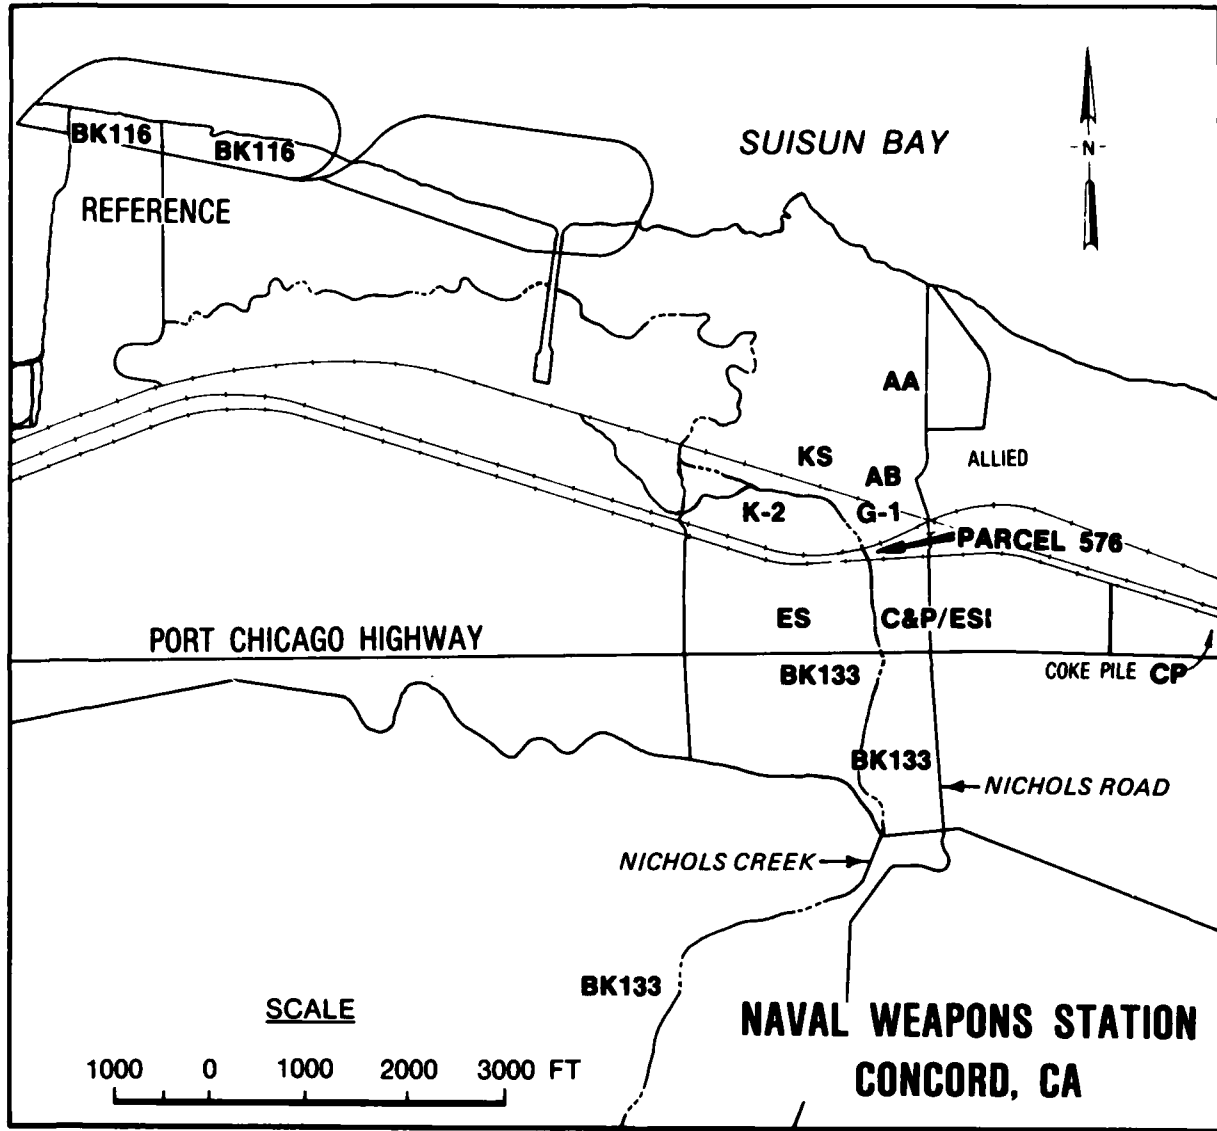 SUISUN BAY
-N-
BK116
BK116
REFERENCE
AA
KS
AB
ALLIED
K-2
G-1
PARCEL 576
ES
C&P/ESI
PORT CHICAGO HIGHWAY
BK133
COKE PILE CP
BK133
NICHOLS ROAD
NICHOLS CREEK
BK133
SCALE
NAVAL WEAPONS STATION
CONCORD, CA
1000 0 1000 2000 3000 FT